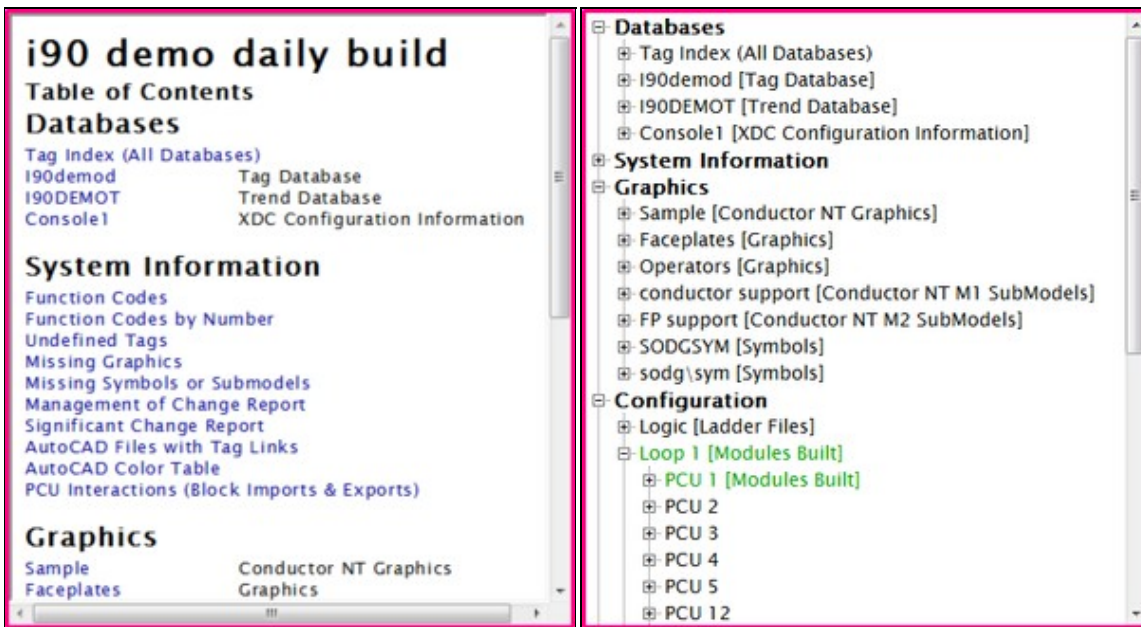 i90 demo daily build
Table of Contents
Databases
Tag Index (All Databases)
I90demod Tag Database
I90DEMOT Trend Database
Console1 XDC Configuration Information
System Information
Function Codes
Function Codes by Number
Undefined Tags
Missing Graphics
Missing Symbols or Submodels
Management of Change Report
Significant Change Report
AutoCAD Files with Tag Links
AutoCAD Color Table
PCU Interactions (Block Imports & Exports)
Graphics
Sample Conductor NT Graphics
Faceplates Graphics
Databases
Tag Index (All Databases)
I90demod [Tag Database]
I90DEMOT [Trend Database]
Console1 [XDC Configuration Information]
System Information
Graphics
Sample [Conductor NT Graphics]
Faceplates [Graphics]
Operators [Graphics]
conductor support [Conductor NT M1 SubModels]
FP support [Conductor NT M2 SubModels]
SODGSYM [Symbols]
sodg\sym [Symbols]
Configuration
Logic [Ladder Files]
Loop 1 [Modules Built]
PCU 1 [Modules Built]
PCU 2
PCU 3
PCU 4
PCU 5
PCU 12